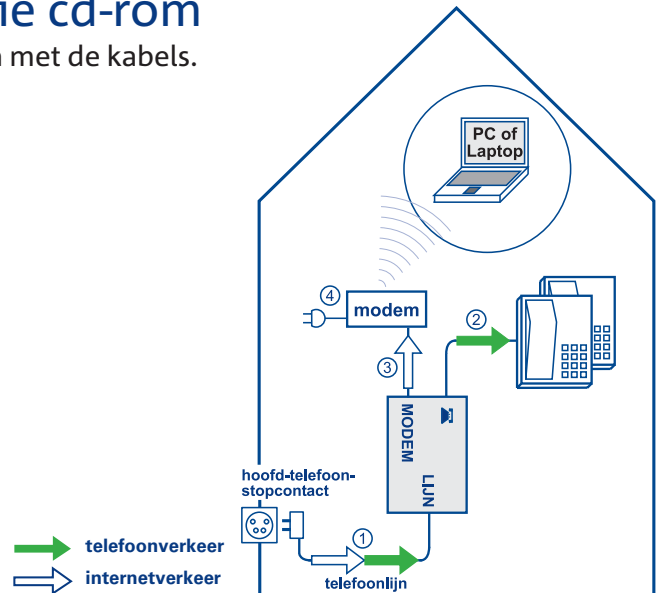 ie cd-rom
met de kabels.
PC of
Laptop
4
modem
2
3
MODEM
LIJN
hoofd-telefoon-
stopcontact
1
telefoonverkeer
internetverkeer
telefoonlijn